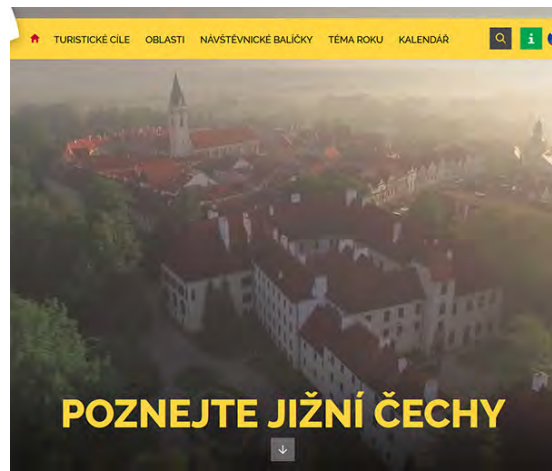 TURISTICKÉ CÍLE OBLASTI NÁVŠTĚVNICKÉ BALÍČKY TÉMA ROKU KALENDÁŘ i
POZNEJTE JIŽNÍ ČECHY